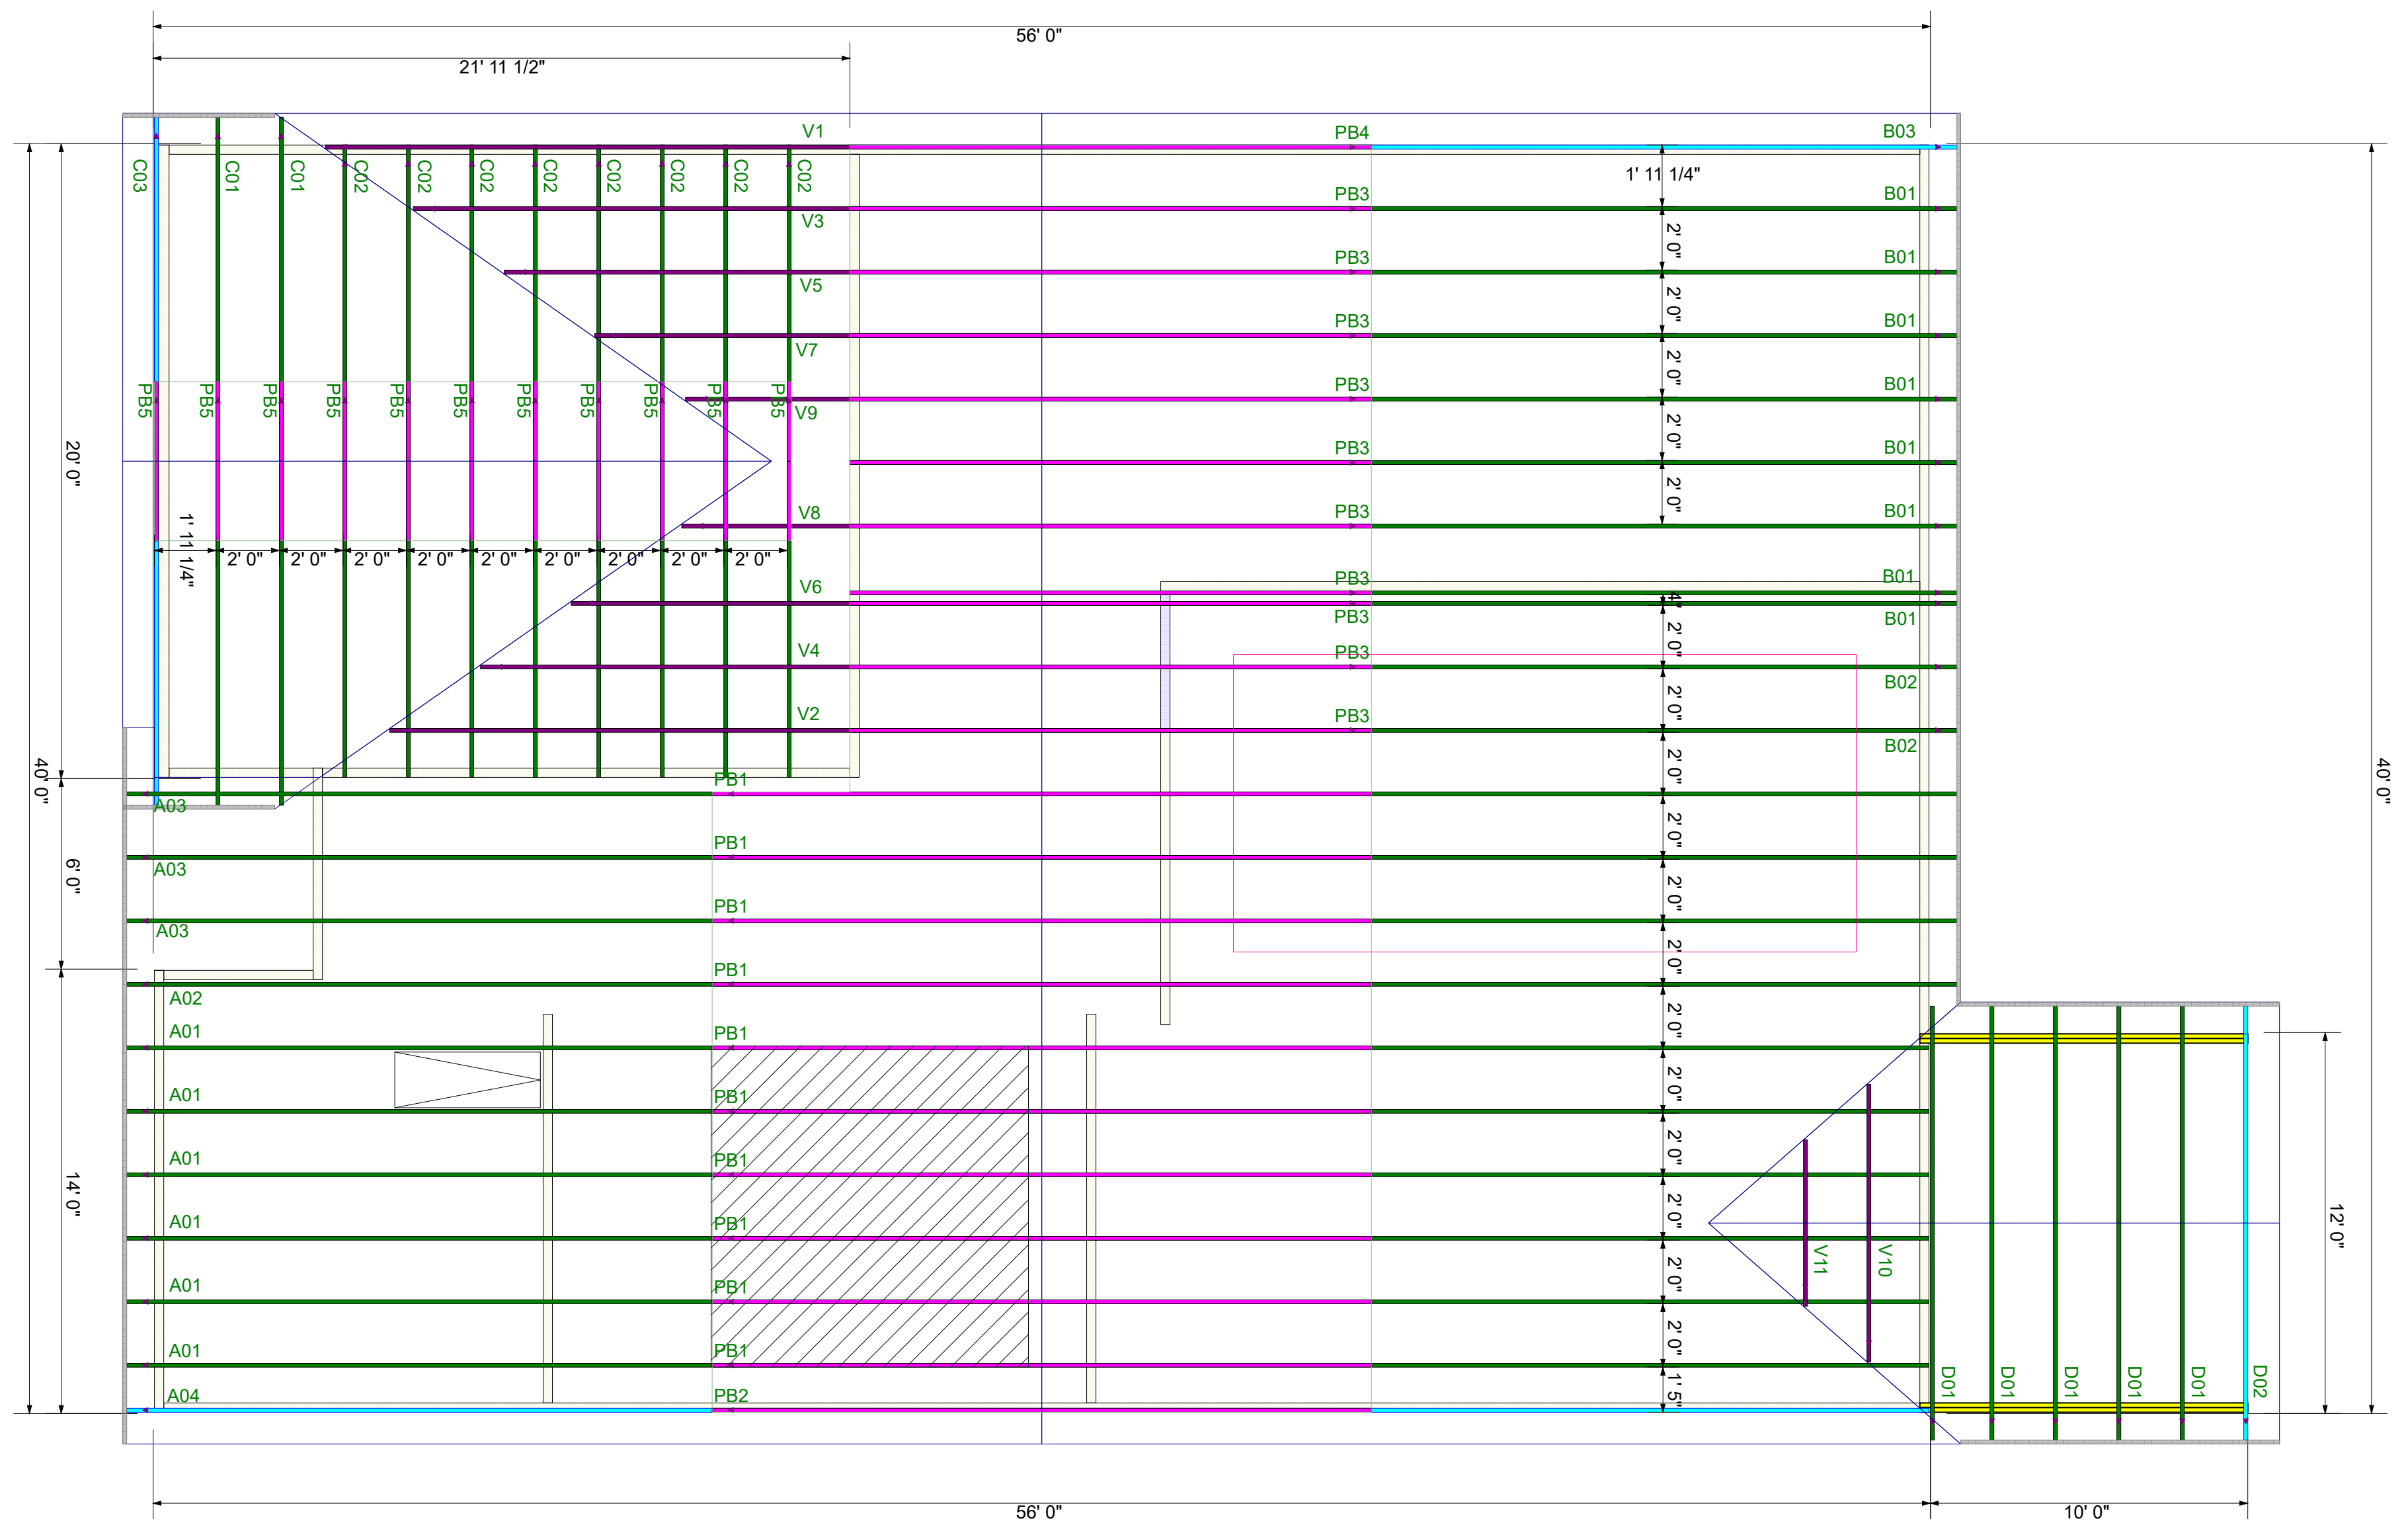 56' 0"
21' 11 1/2"
V1
PB4
B03
C03
C01
C01
C02
C02
C02
C02
C02
C02
C02
C02
1' 11 1/4"
PB3
B01
V3
2' 0"
PB3
B01
V5
2' 0"
PB3
B01
V7
2' 0"
PB3
B01
PB5
PB5
PB5
PB5
PB5
PB5
PB5
PB5
PB5
PB5
PB5
V9
2' 0"
PB3
B01
20' 0"
2' 0"
PB3
B01
V8
1' 11 1/4"
2' 0"
2' 0"
2' 0"
2' 0"
2' 0"
2' 0"
2' 0"
2' 0"
2' 0"
PB3
B01
V6
4"
PB3
B01
2' 0"
V4
PB3
B02
2' 0"
V2
PB3
B02
40' 0"
40' 0"
2' 0"
PB1
A03
2' 0"
PB1
A03
6' 0"
2' 0"
PB1
A03
2' 0"
PB1
A02
2' 0"
A01
PB1
2' 0"
A01
PB1
2' 0"
A01
PB1
14' 0"
2' 0"
A01
PB1
12' 0"
V11
V10
2' 0"
A01
PB1
2' 0"
A01
PB1
1' 5"
A04
PB2
D01
D01
D01
D01
D01
D02
56' 0"
10' 0"